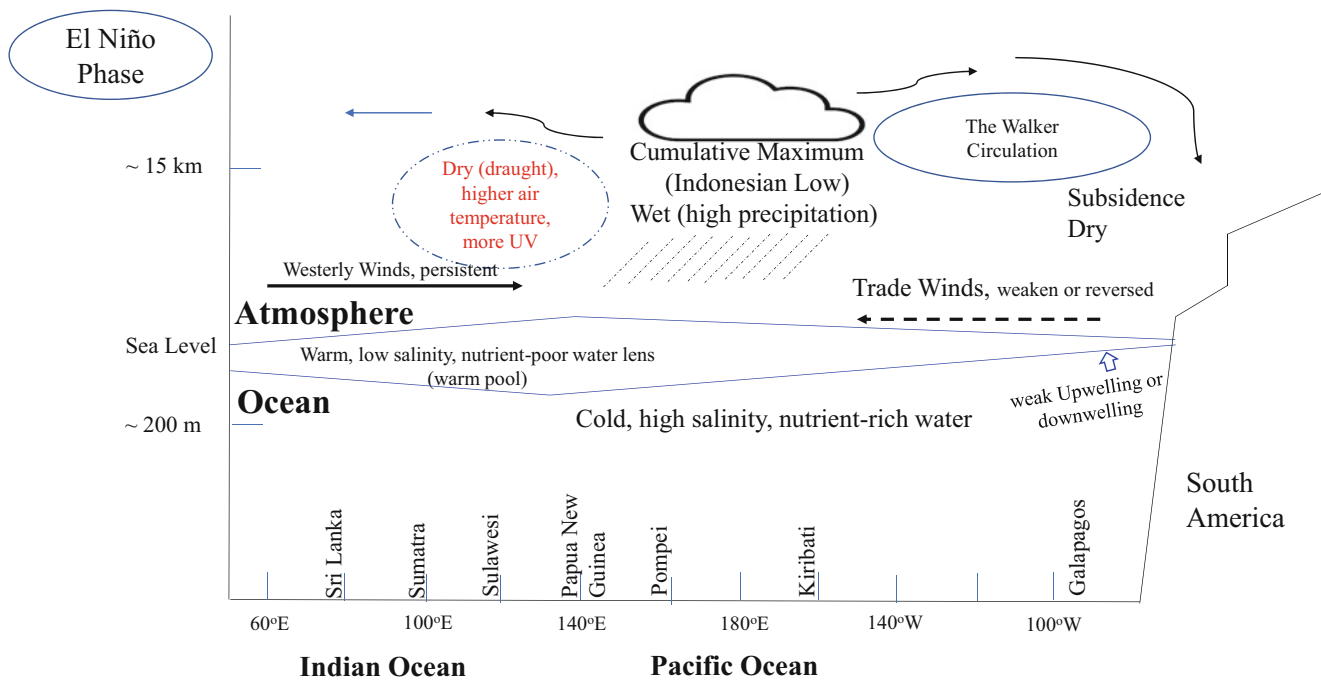 El Niño
Phase
~ 15 km
Dry (draught),
higher air
temperature,
more UV
Cumulative Maximum
(Indonesian Low)
Wet (high precipitation)
The Walker
Circulation
Subsidence
Dry
Westerly Winds, persistent
Trade Winds, weaken or reversed
Atmosphere
Sea Level
Warm, low salinity, nutrient-poor water lens
(warm pool)
weak Upwelling or
downwelling
Ocean
~ 200 m
Cold, high salinity, nutrient-rich water
South
America
Sri Lanka
Sumatra
Sulawesi
Papua New
Guinea
Pompei
Kiribati
Galapagos
60°E
100°E
140°E
180°E
140°W
100°W
Indian Ocean
Pacific Ocean